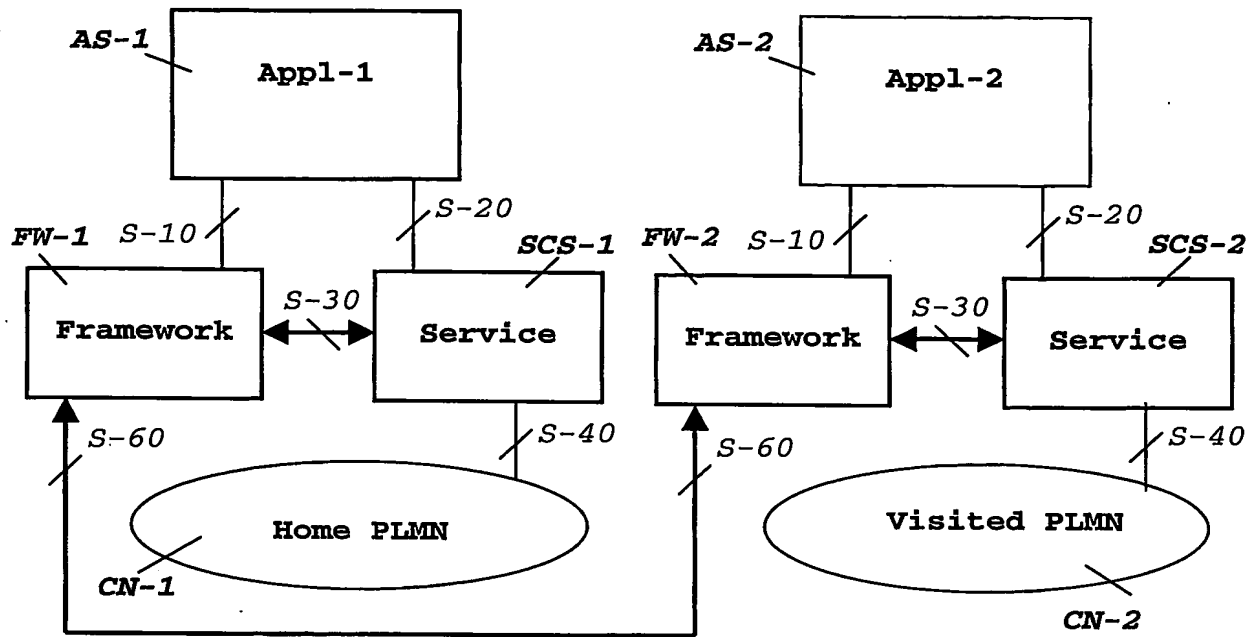 AS-1
Appl-1
AS-2
Appl-2
FW-1
S-10
S-20
SCS-1
FW-2
S-10
S-20
SCS-2
Framework
S-30
Service
Framework
S-30
Service
S-60
S-40
S-60
S-40
Home PLMN
Visited PLMN
CN-1
CN-2